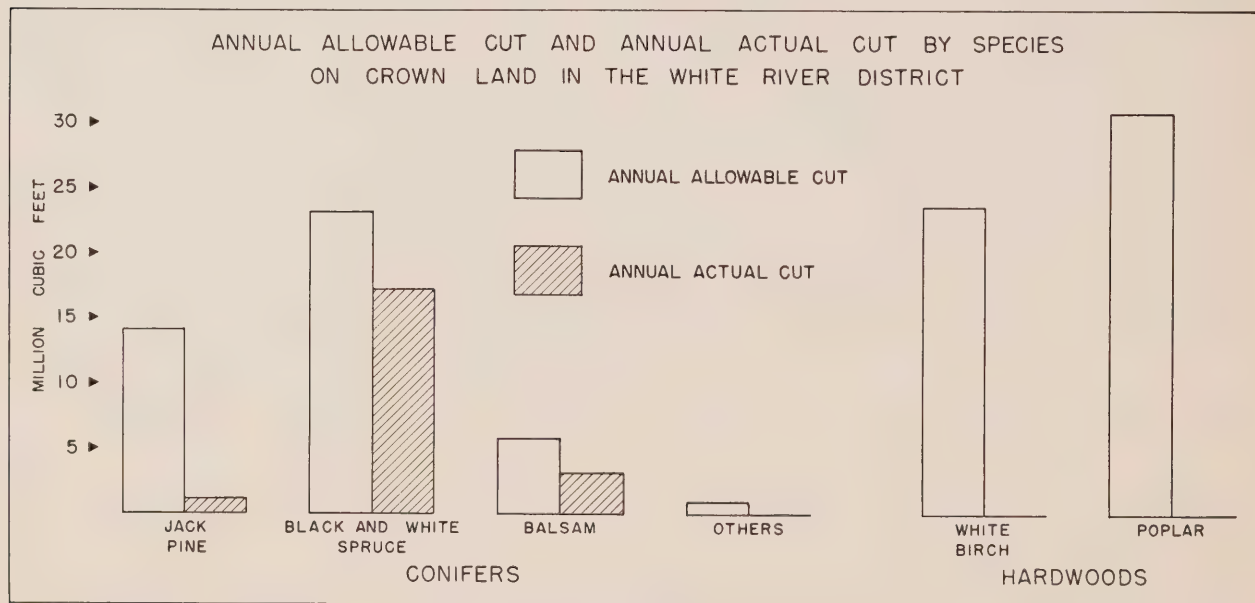 ANNUAL ALLOWABLE CUT AND ANNUAL ACTUAL CUT BY SPECIES
ON CROWN LAND IN THE WHITE RIVER DISTRICT
MILLION CUBIC FEET
30
25
20
15
10
5
ANNUAL ALLOWABLE CUT
ANNUAL ACTUAL CUT
JACK
PINE
BLACK AND WHITE
SPRUCE
BALSAM
OTHERS
WHITE
BIRCH
POPLAR
CONIFERS
HARDWOODS